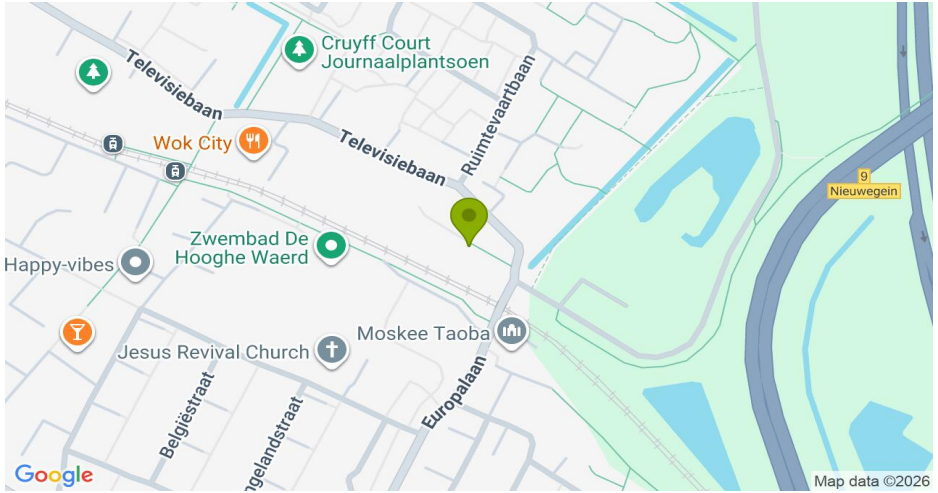 Cruyff Court
Journaalplantsoen
Televisiebaan
Wok City
Televisiebaan
Ruimtevaartbaan
9
Nieuwegein
Zwembad De
Hooghe Waerd
Happy-vibes
Moskee Taoba
Jesus Revival Church
Europalaan
Belgiëstraat
ngelandstraat
Google
Map data ©2026